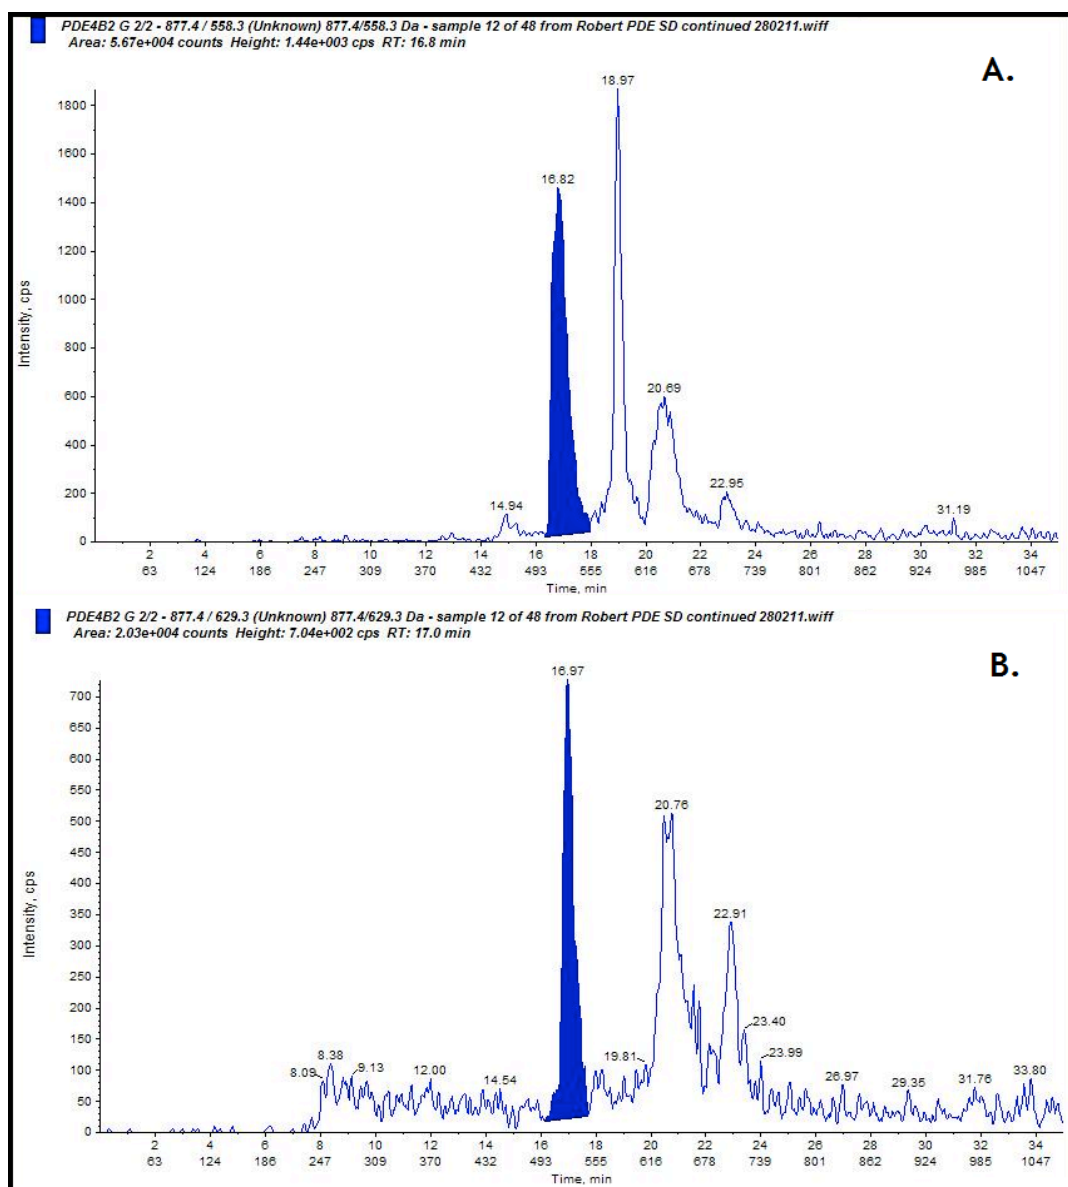 PDE4B2 G 2/2 - 877.4 / 558.3 (Unknown) 877.4/558.3 Da - sample 12 of 48 from Robert PDE SD continued 280211.wiff
Area: 5.67e+004 counts Height: 1.44e+003 cps RT: 16.8 min
A.
18.97
1800
1600
16.82
1400
1200
1000
Intensity, cps
800
20.69
600
400
22.95
200
14.94
31.19
0
2 4 6 8 10 12 14 16 18 20 22 24 26 28 30 32 34
63 124 186 247 309 370 432 493 555 616 678 739 801 862 924 985 1047
Time, min
PDE4B2 G 2/2 - 877.4 / 629.3 (Unknown) 877.4/629.3 Da - sample 12 of 48 from Robert PDE SD continued 280211.wiff
Area: 2.03e+004 counts Height: 7.04e+002 cps RT: 17.0 min
B.
16.97
700
650
600
550
20.76
500
450
400
Intensity, cps
350
22.91
300
250
200
23.40
150
8.38 19.81 23.99
8.09 9.13 12.00 14.54 26.97 29.35 31.76 33.80
100
50
0
2 4 6 8 10 12 14 16 18 20 22 24 26 28 30 32 34
63 124 186 247 309 370 432 493 555 616 678 739 801 862 924 985 1047
Time, min